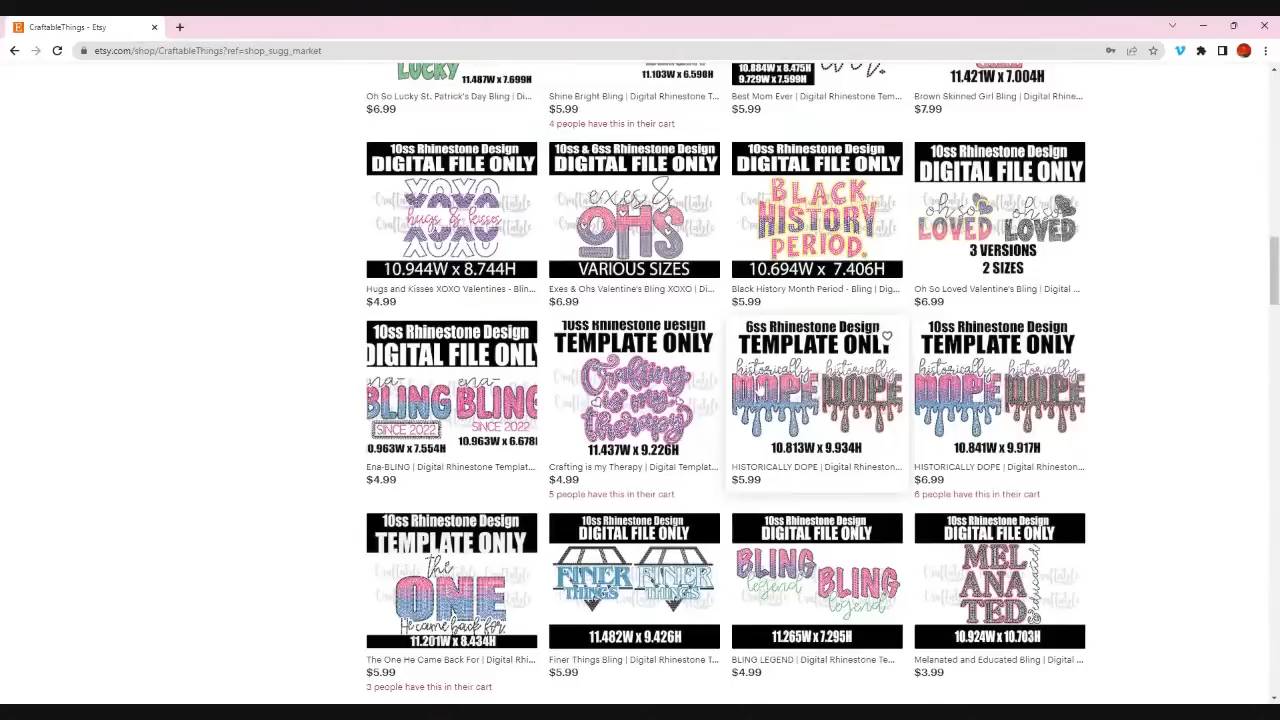 CraftableThings - Etsy
etsy.com/shop/CraftableThings?ref=shop_sugg_market
LUCKY
11.487W x 7.699H
11.103W x 6.590H
10.884W x 8.475H
9.729W x 7.599H
11.421W x 7.004H
Oh So Lucky St. Patrick's Day Bling | Di...
Shine Bright Bling | Digital Rhinestone T...
Best Mom Ever | Digital Rhinestone Tem...
Brown Skinned Girl Bling | Digital Rhine...
$6.99
$5.99
$5.99
$7.99
4 people have this in their cart
10ss Rhinestone Design
DIGITAL FILE ONLY
XOXO
hugs & kisses
XOXO
10.944W x 8.744H
10ss & 6ss Rhinestone Design
DIGITAL FILE ONLY
exes &
OHS
VARIOUS SIZES
10ss Rhinestone Design
DIGITAL FILE ONLY
BLACK
HISTORY
PERIOD.
10.694W x 7.406H
10ss Rhinestone Design
DIGITAL FILE ONLY
oh so
LOVED
oh so
LOVED
3 VERSIONS
2 SIZES
Hugs and Kisses XOXO Valentines - Blin...
Exes & Ohs Valentine's Bling XOXO | Di...
Black History Month Period - Bling | Dig...
Oh So Loved Valentine's Bling | Digital ...
$4.99
$6.99
$5.99
$6.99
10ss Rhinestone Design
DIGITAL FILE ONLY
ena-
BLING
SINCE 2022
0.963W x 7.554H
ena-
BLING
SINCE 2022
10.963W x 6.678H
10ss Rhinestone Design
TEMPLATE ONLY
Crafting
is my
therapy
11.437W x 9.226H
6ss Rhinestone Design
TEMPLATE ONLY
historically
DOPE
historically
DOPE
10.813W x 9.934H
10ss Rhinestone Design
TEMPLATE ONLY
historically
DOPE
historically
DOPE
10.841W x 9.917H
Ena-BLING | Digital Rhinestone Templat...
Crafting is my Therapy | Digital Templat...
HISTORICALLY DOPE | Digital Rhineston...
HISTORICALLY DOPE | Digital Rhineston...
$4.99
$4.99
$5.99
$6.99
5 people have this in their cart
6 people have this in their cart
10ss Rhinestone Design
TEMPLATE ONLY
the
ONE
He came back for
11.201W x 8.434H
10ss Rhinestone Design
DIGITAL FILE ONLY
FINER
THINGS
FINER
THINGS
11.482W x 9.426H
10ss Rhinestone Design
DIGITAL FILE ONLY
BLING
legend
BLING
legend
11.265W x 7.295H
10ss Rhinestone Design
DIGITAL FILE ONLY
MEL
ANA
TED
& educated
10.924W x 10.703H
The One He Came Back For | Digital Rhi...
Finer Things Bling | Digital Rhinestone T...
BLING LEGEND | Digital Rhinestone Te...
Melanated and Educated Bling | Digital ...
$5.99
$5.99
$4.99
$3.99
3 people have this in their cart